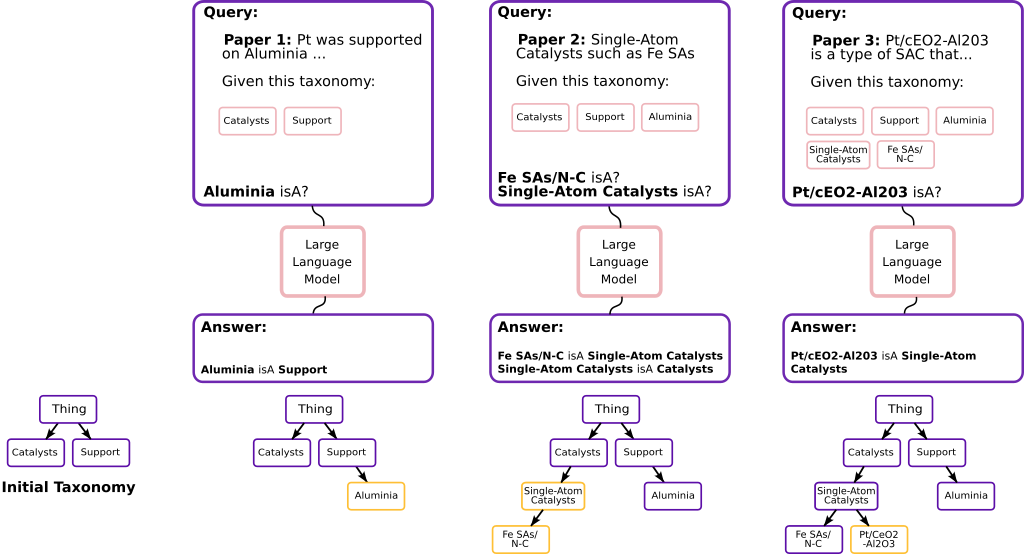 Query:
Paper 1: Pt was supported
on Aluminia ...
Given this taxonomy:
Catalysts
Support
Aluminia isA?
Large
Language
Model
Answer:
Aluminia isA Support
Query:
Paper 2: Single-Atom
Catalysts such as Fe SAs
Given this taxonomy:
Catalysts
Support
Aluminia
Fe SAs/N-C isA?
Single-Atom Catalysts isA?
Large
Language
Model
Answer:
Fe SAs/N-C isA Single-Atom Catalysts
Single-Atom Catalysts isA Catalysts
Query:
Paper 3: Pt/cEO2-Al203
is a type of SAC that...
Given this taxonomy:
Catalysts
Support
Aluminia
Single-Atom
Catalysts
Fe SAs/
N-C
Pt/cEO2-Al203 isA?
Large
Language
Model
Answer:
Pt/cEO2-Al203 isA Single-Atom
Catalysts
Thing
Catalysts
Support
Initial Taxonomy
Thing
Catalysts
Support
Aluminia
Thing
Catalysts
Support
Single-Atom
Catalysts
Aluminia
Fe SAs/
N-C
Thing
Catalysts
Support
Single-Atom
Catalysts
Aluminia
Fe SAs/
N-C
Pt/CeO2
-Al2O3